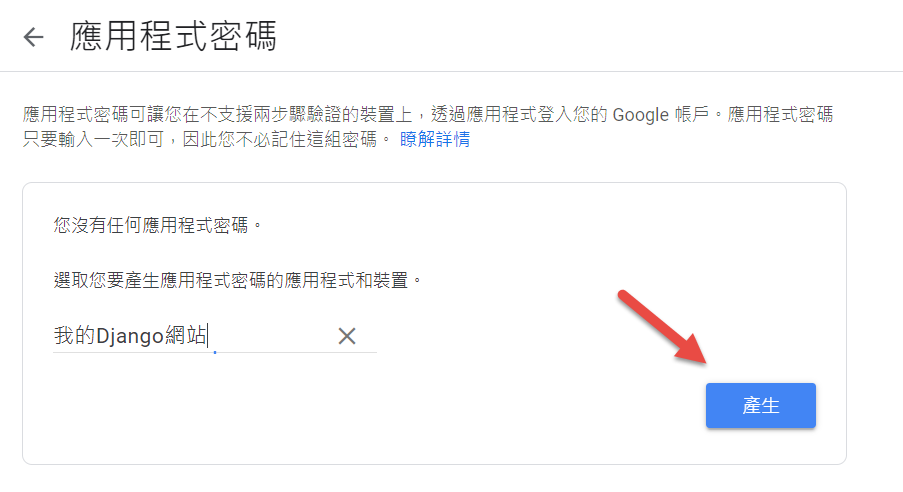 應用程式密碼
應用程式密碼可讓您在不支援兩步驟驗證的裝置上，透過應用程式登入您的 Google 帳戶。應用程式密碼
只要輸入一次即可，因此您不必記住這組密碼。 瞭解詳情
您沒有任何應用程式密碼。
選取您要產生應用程式密碼的應用程式和裝置。
我的Django網站
產生